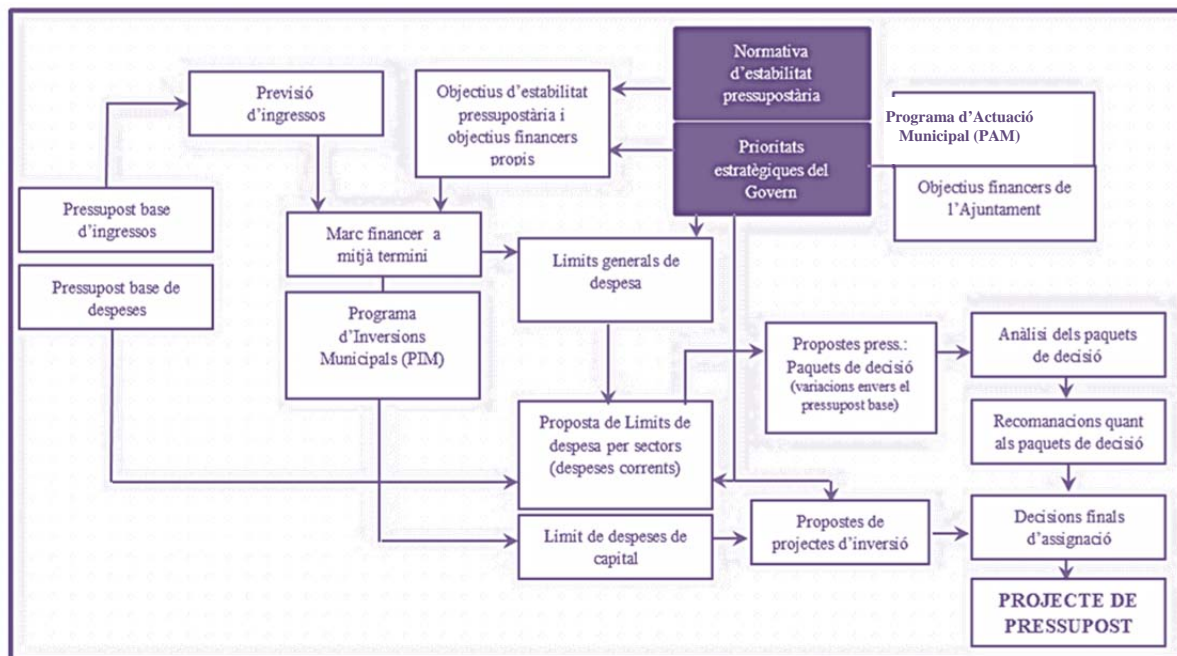 Normativa
d'estabilitat
pressupostària
Previsió
d'ingressos
Objectius d'estabilitat
pressupostària i
objectius financers
propis
Programa d'Actuació
Municipal (PAM)
Prioritats
estratègiques del
Govern
Objectius financers de
l'Ajuntament
Pressupost base
d'ingressos
Marc financer a
mitjà termini
Límits generals de
despesa
Pressupost base de
despeses
Programa
d'Inversions
Municipals (PIM)
Propostes press.:
Paquets de decisió
(variacions envers el
pressupost base)
Anàlisi dels paquets
de decisió
Proposta de Límits de
despesa per sectors
(despeses corrents)
Recomanacions quant
als paquets de decisió
Límit de despeses de
capital
Propostes de
projectes d'inversió
Decisions finals
d'assignació
PROJECTE DE
PRESSUPOST